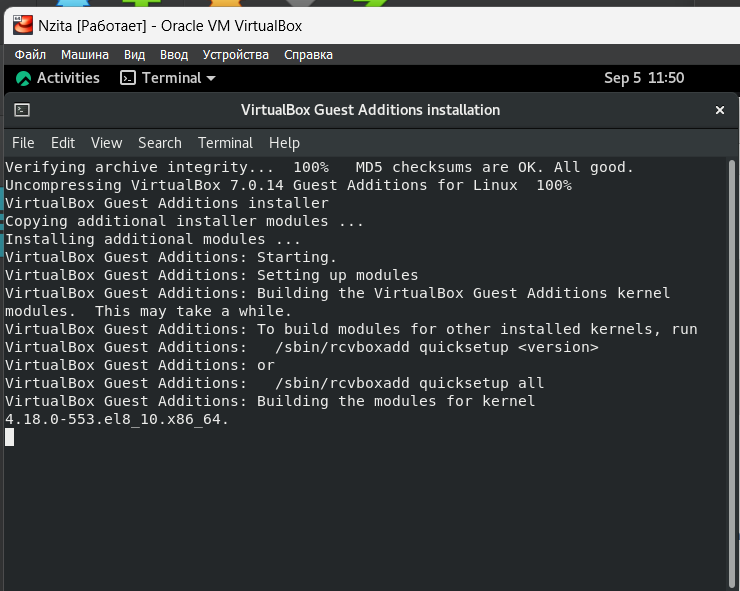 Nzita [Работает] - Oracle VM VirtualBox
Файл Машина Вид Ввод Устройства Справка
Activities Terminal Sep 5 11:50
VirtualBox Guest Additions installation
File Edit View Search Terminal Help
Verifying archive integrity...  100%   MD5 checksums are OK. All good.
Uncompressing VirtualBox 7.0.14 Guest Additions for Linux  100%
VirtualBox Guest Additions installer
Copying additional installer modules ...
Installing additional modules ...
VirtualBox Guest Additions: Starting.
VirtualBox Guest Additions: Setting up modules
VirtualBox Guest Additions: Building the VirtualBox Guest Additions kernel
modules.  This may take a while.
VirtualBox Guest Additions: To build modules for other installed kernels, run
VirtualBox Guest Additions:   /sbin/rcvboxadd quicksetup <version>
VirtualBox Guest Additions: or
VirtualBox Guest Additions:   /sbin/rcvboxadd quicksetup all
VirtualBox Guest Additions: Building the modules for kernel
4.18.0-553.el8_10.x86_64.